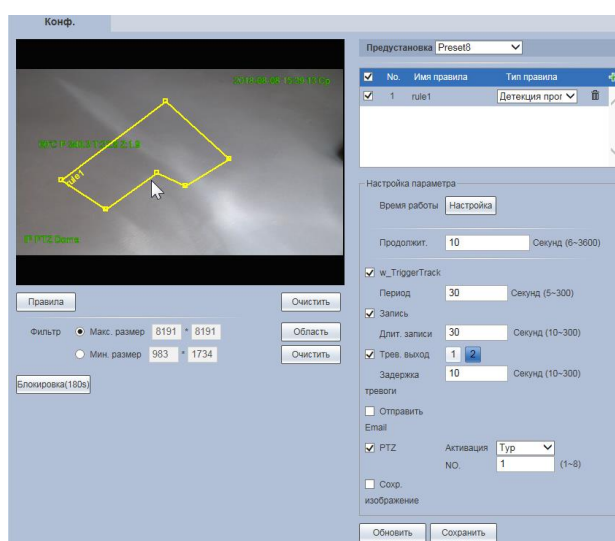 Конф.
Предустановка Preset8
No. Имя правила Тип правила
1 rule1 Детекция прог
rule1
IP PTZ Dome
Настройка параметра
Время работы Настройка
Продолжит. 10 Секунд (6~3600)
w_TriggerTrack
Период 30 Секунд (5~300)
Запись
Длит. записи 30 Секунд (10~300)
Трев. выход 1 2
Задержка тревоги 10 Секунд (10~300)
Отправить
Email
PTZ Активация Тур
NO. 1 (1~8)
Сохр.
изображение
Обновить Сохранить
Правила Очистить
Фильтр Макс. размер 8191 * 8191 Область
Мин. размер 983 * 1734 Очистить
Блокировка(180s)